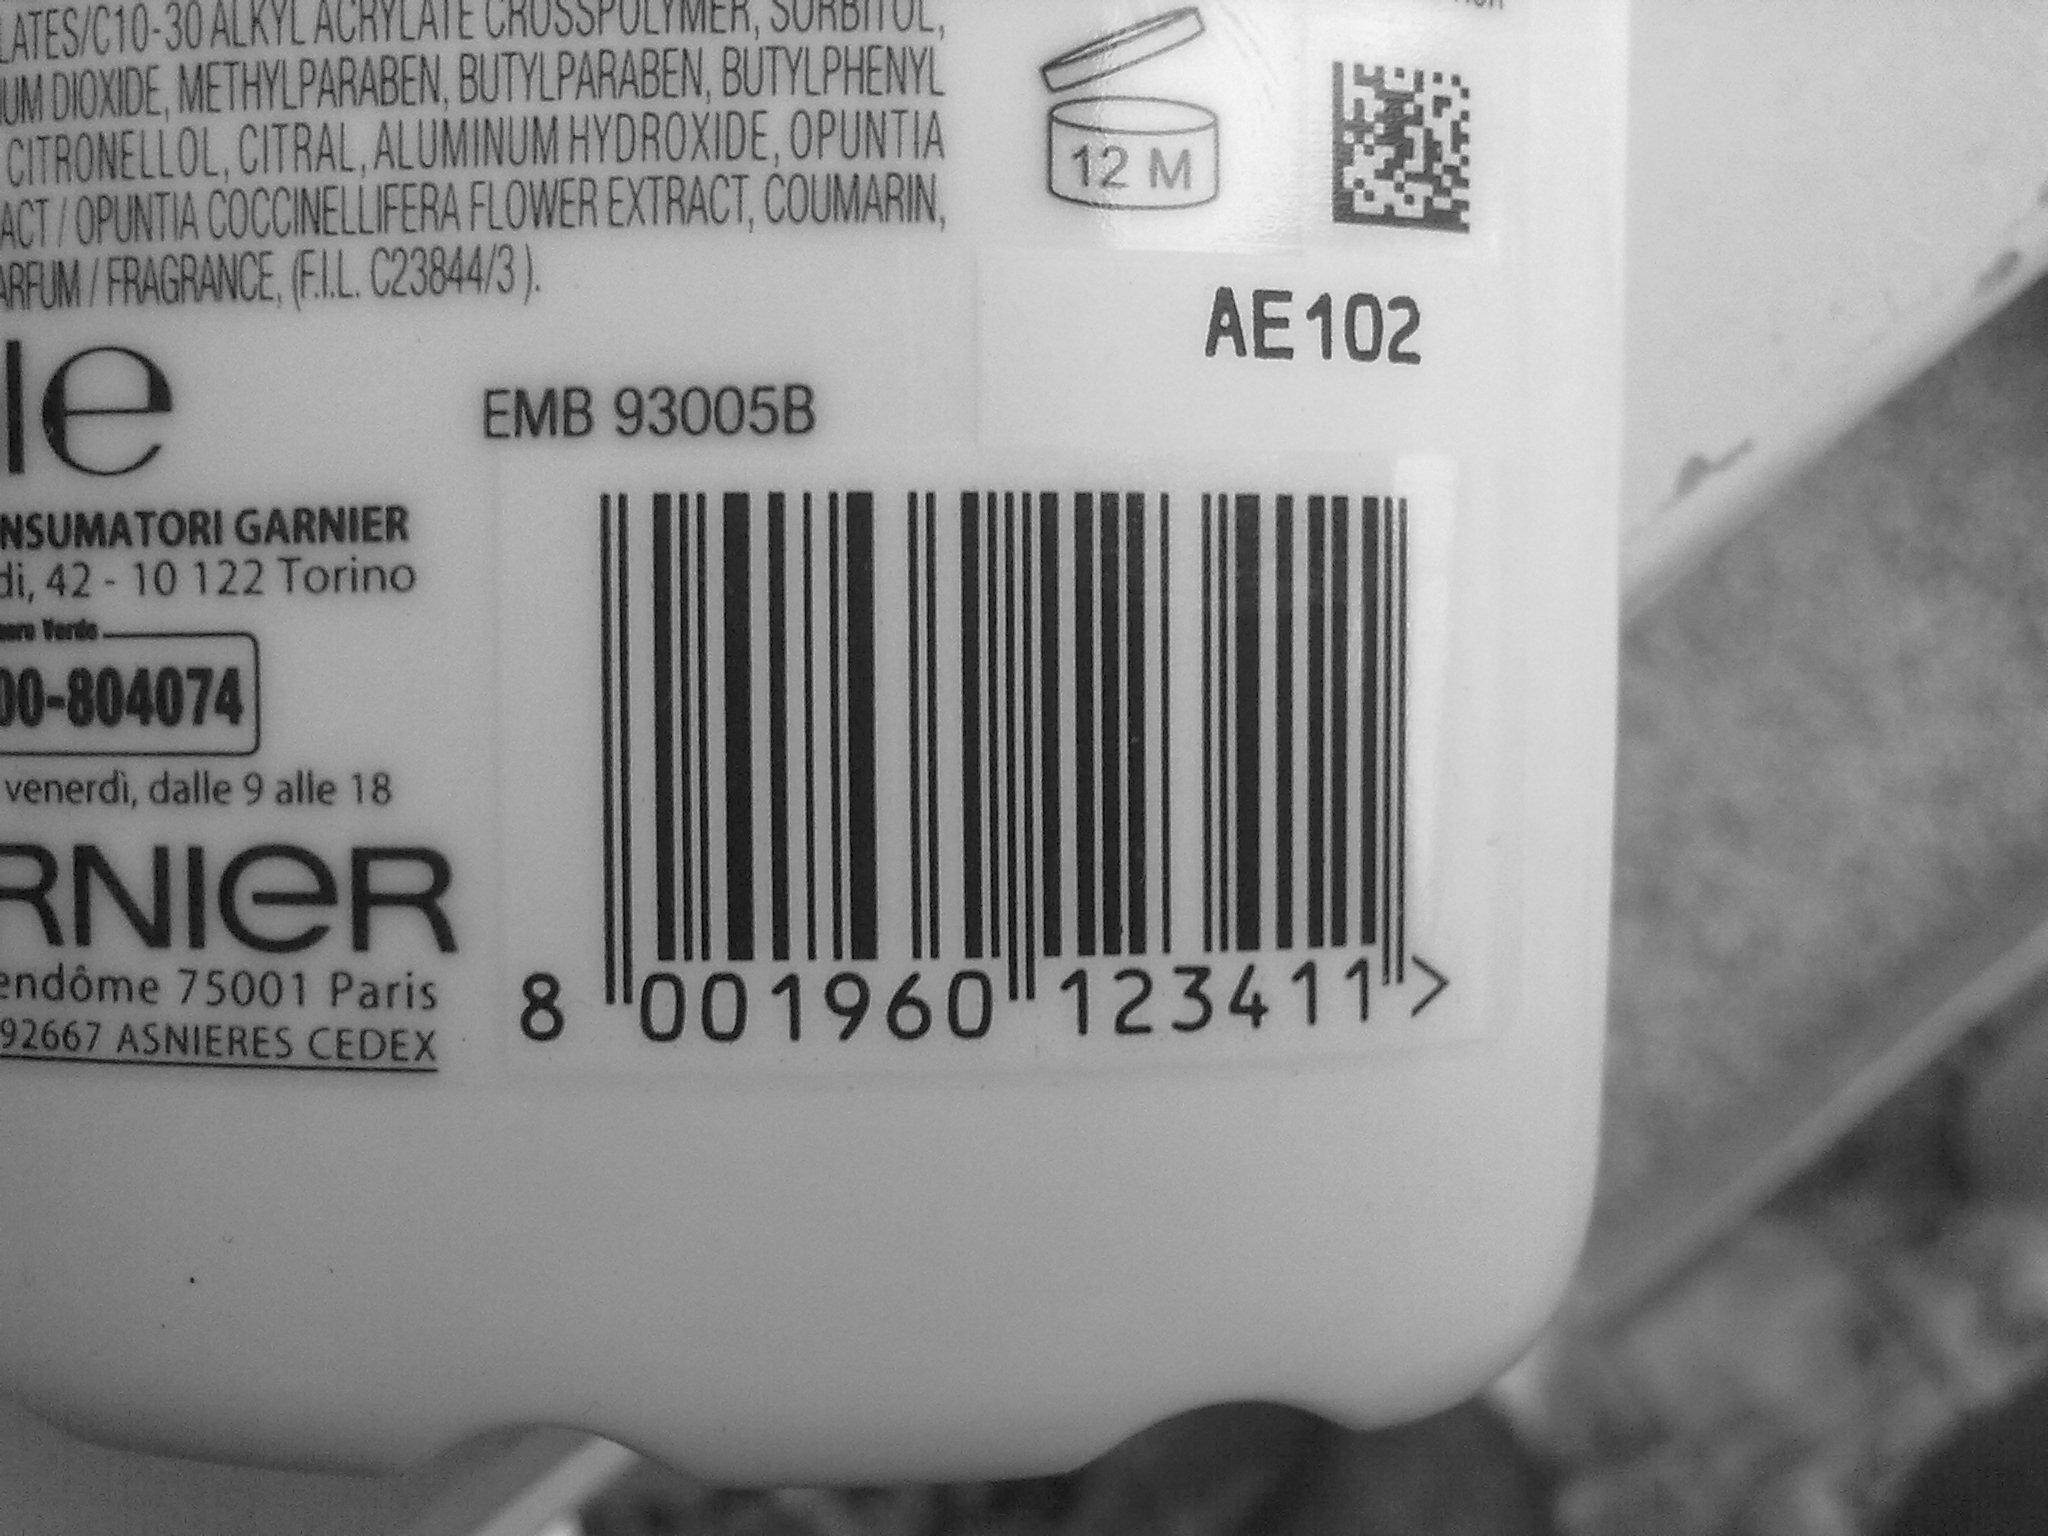 LATES/C10-30 ALKYL ACRYLATE CROSSPOLYMER, SORBITOL,
IUM DIOXIDE, METHYLPARABEN, BUTYLPARABEN, BUTYLPHENYL
CITRONELLOL, CITRAL, ALUMINUM HYDROXIDE, OPUNTIA
ACT / OPUNTIA COCCINELLIFERA FLOWER EXTRACT, COUMARIN,
ARFUM / FRAGRANCE, (F.I.L. C23844/3 ).
12 M
AE102
EMB 93005B
le
NSUMATORI GARNIER
di, 42 - 10 122 Torino
Verde
00-804074
venerdì, dalle 9 alle 18
RNIER
endôme 75001 Paris
92667 ASNIERES CEDEX
8 001960 123411 >